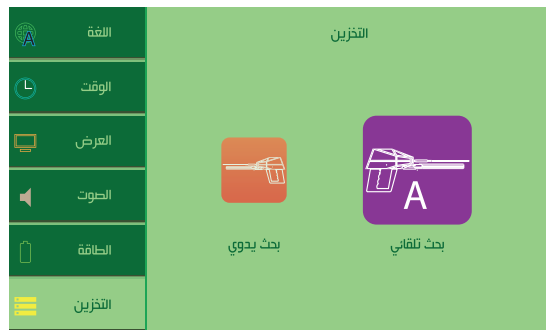 التخزين
بحث تلقائي
A
بحث يدوي
اللغة
A
الوقت
العرض
الصوت
الطاقة
التخزين